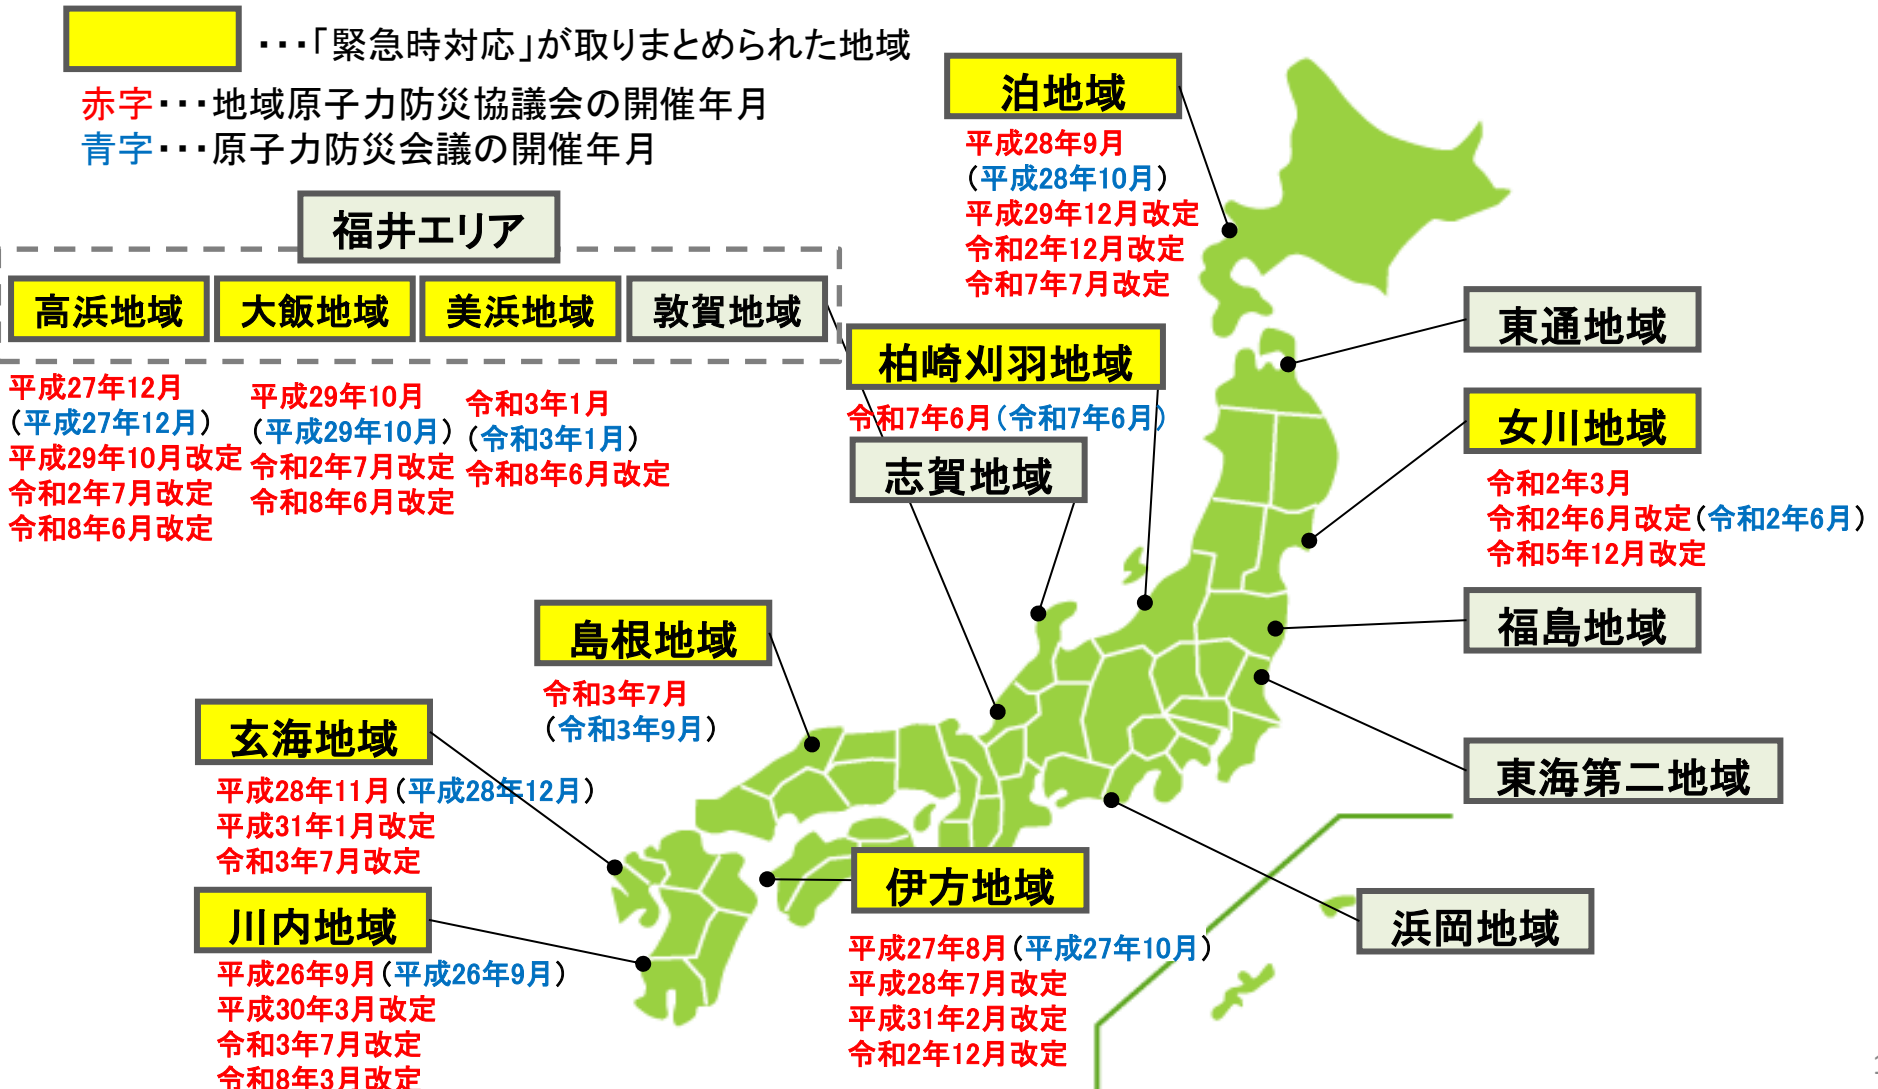 ・・・「緊急時対応」が取りまとめられた地域
赤字・・・地域原子力防災協議会の開催年月
青字・・・原子力防災会議の開催年月
福井エリア
高浜地域
平成27年12月
(平成27年12月)
平成29年10月改定
令和2年7月改定
令和8年6月改定
大飯地域
平成29年10月
(平成29年10月)
令和2年7月改定
令和8年6月改定
美浜地域
令和3年1月
(令和3年1月)
令和8年6月改定
敦賀地域
泊地域
平成28年9月
(平成28年10月)
平成29年12月改定
令和2年12月改定
令和7年7月改定
柏崎刈羽地域
令和7年6月(令和7年6月)
志賀地域
東通地域
女川地域
令和2年3月
令和2年6月改定(令和2年6月)
令和5年12月改定
福島地域
東海第二地域
浜岡地域
島根地域
令和3年7月
(令和3年9月)
玄海地域
平成28年11月(平成28年12月)
平成31年1月改定
令和3年7月改定
川内地域
平成26年9月(平成26年9月)
平成30年3月改定
令和3年7月改定
令和8年3月改定
伊方地域
平成27年8月(平成27年10月)
平成28年7月改定
平成31年2月改定
令和2年12月改定